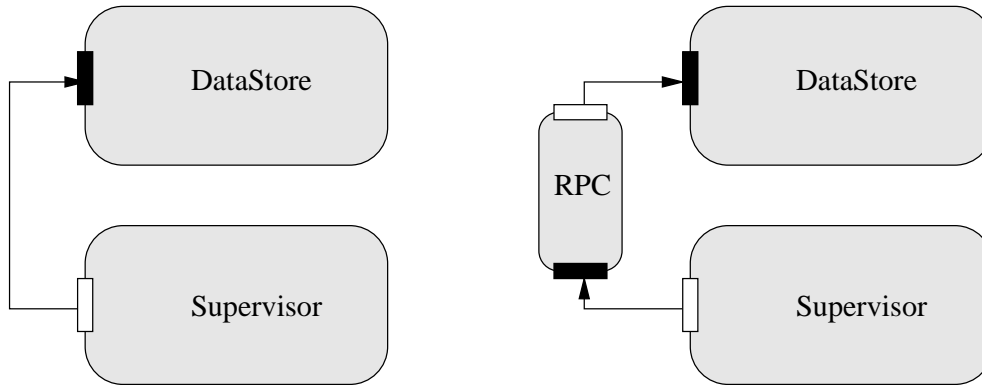 DataStore
Supervisor
DataStore
RPC
Supervisor